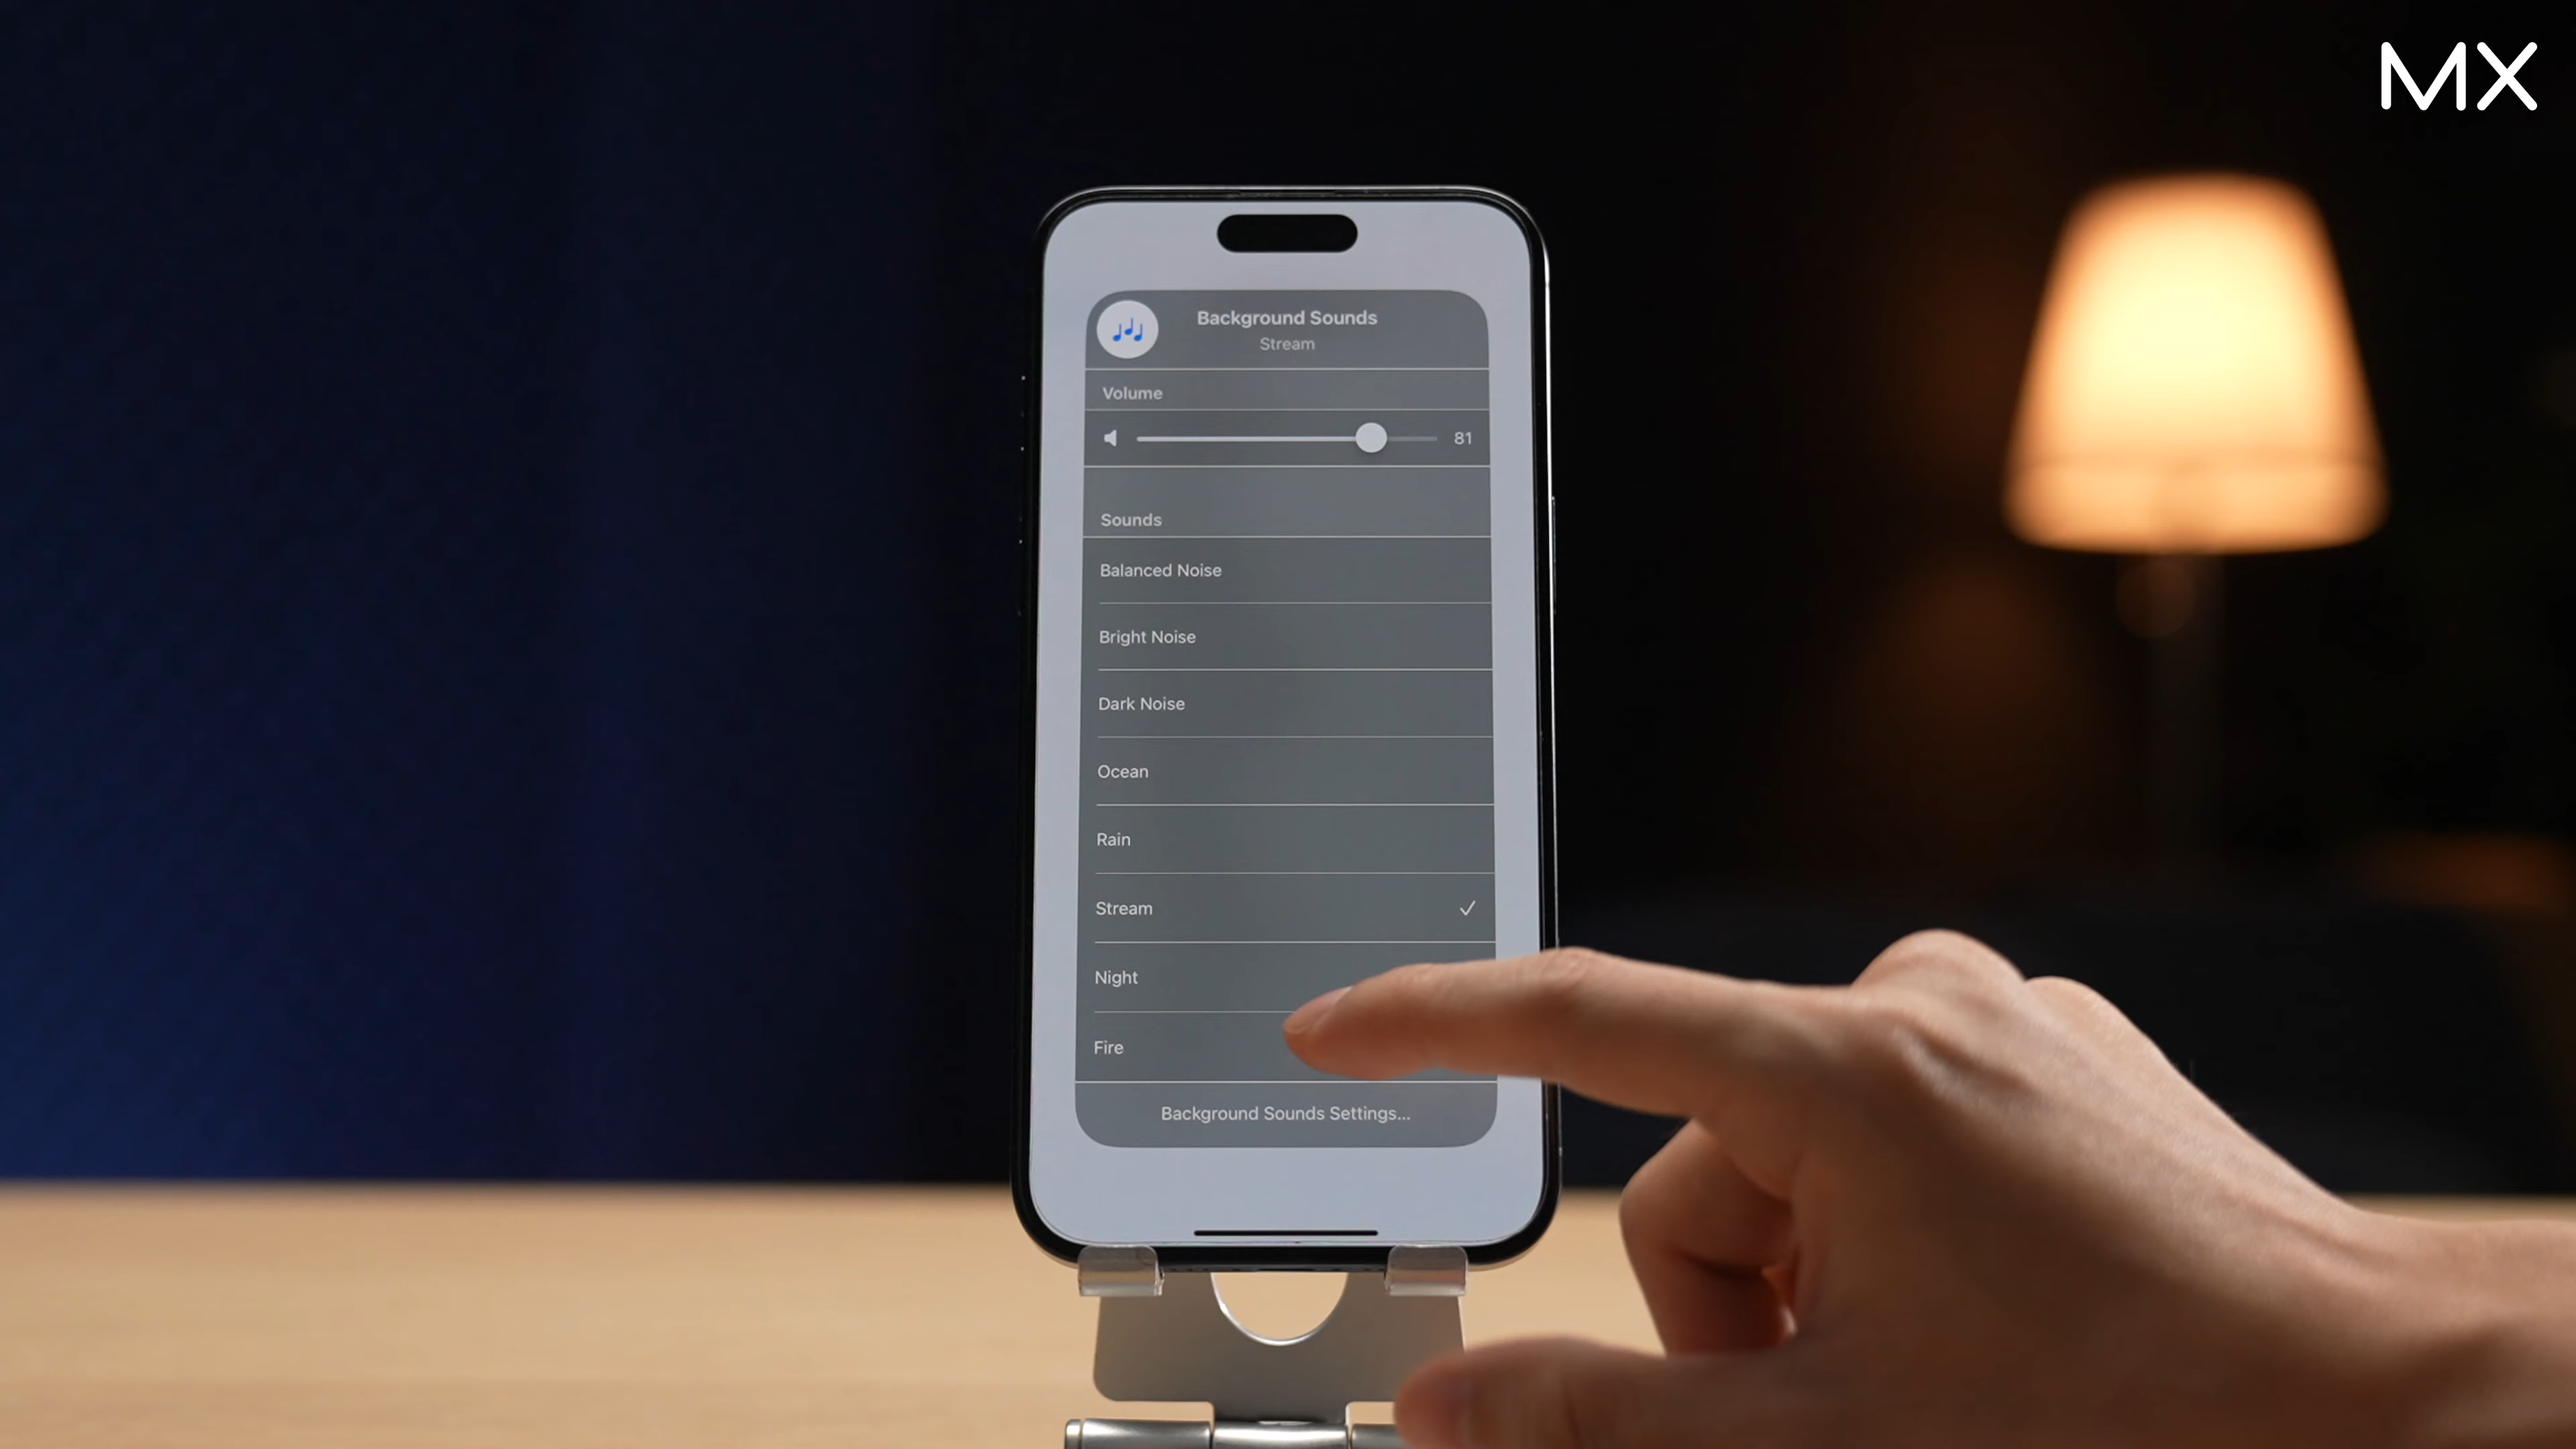 MX
Background Sounds
Stream
Volume
81
Sounds
Balanced Noise
Bright Noise
Dark Noise
Ocean
Rain
Stream
Night
Fire
Background Sounds Settings...